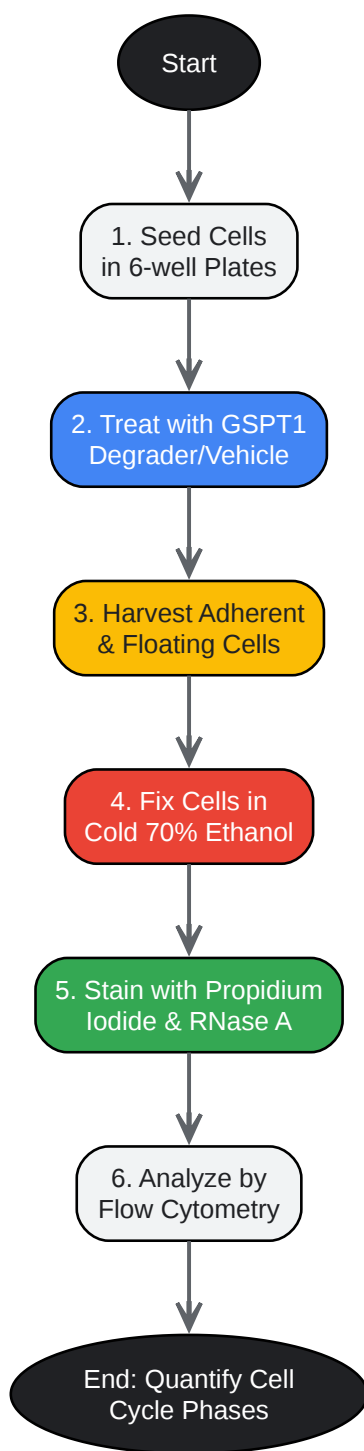 Start
1. Seed Cells
in 6-well Plates
2. Treat with GSPT1
Degrader/Vehicle
3. Harvest Adherent
& Floating Cells
4. Fix Cells in
Cold 70% Ethanol
5. Stain with Propidium
Iodide & RNase A
6. Analyze by
Flow Cytometry
End: Quantify Cell
Cycle Phases